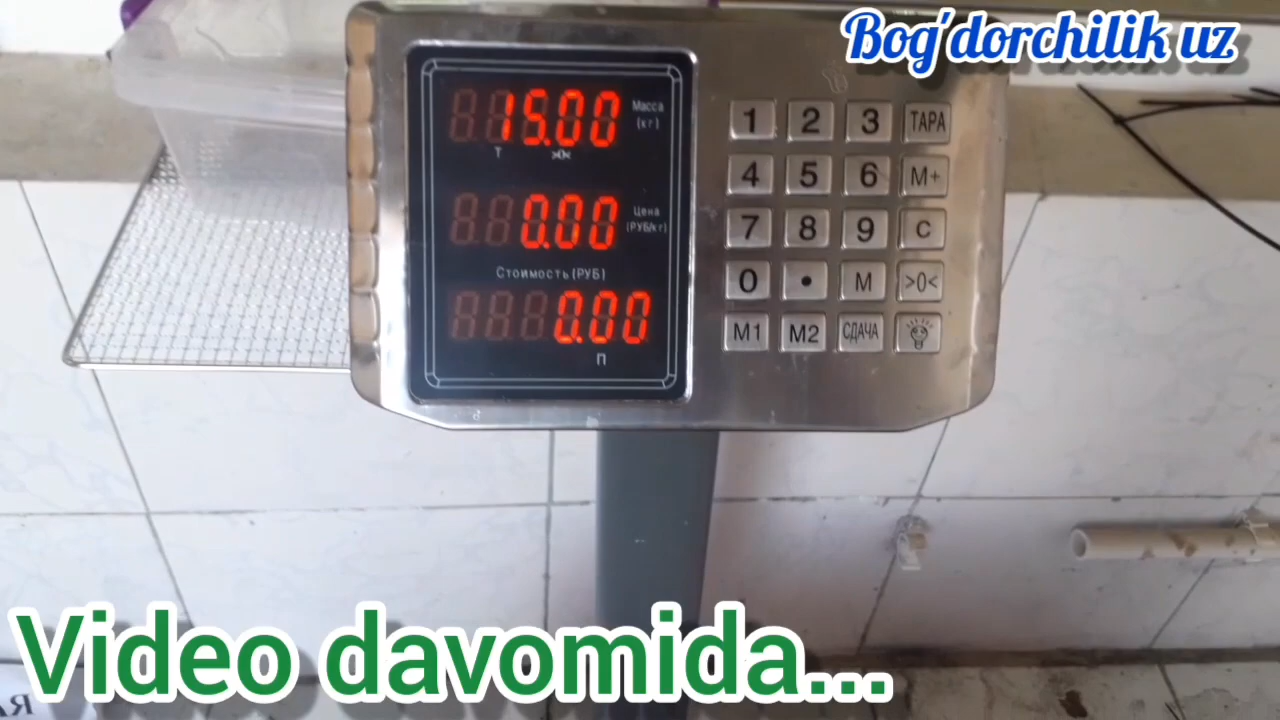 Bog'dorchilik uz
15.00 Масса (кг)
Т >0<
0.00 Цена (РУБ/кг)
Стоимость (РУБ)
0.00
П
1 2 3 ТАРА
4 5 6 М+
7 8 9 С
0 • М >0<
М1 М2 СДАЧА
Video davomida...